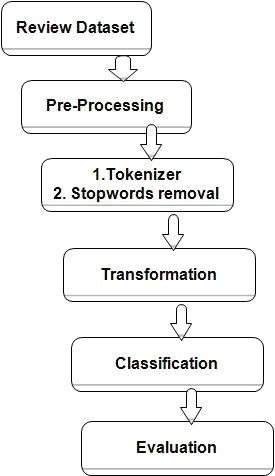 Review Dataset
Pre-Processing
1.Tokenizer
2. Stopwords removal
Transformation
Classification
Evaluation